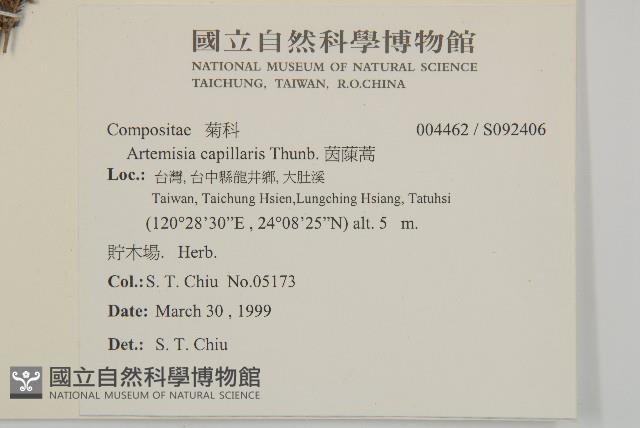 國立自然科學博物館
NATIONAL MUSEUM OF NATURAL SCIENCE
TAICHUNG, TAIWAN, R.O.CHINA
Compositae 菊科 004462 / S092406
Artemisia capillaris Thunb. 茵蔯蒿
Loc.: 台灣, 台中縣龍井鄉, 大肚溪
Taiwan, Taichung Hsien,Lungching Hsiang, Tatuhsi
(120°28’30”E , 24°08’25”N) alt. 5 m.
貯木場. Herb.
Col.: S. T. Chiu No.05173
Date: March 30 , 1999
Det.: S. T. Chiu
國立自然科學博物館
NATIONAL MUSEUM OF NATURAL SCIENCE